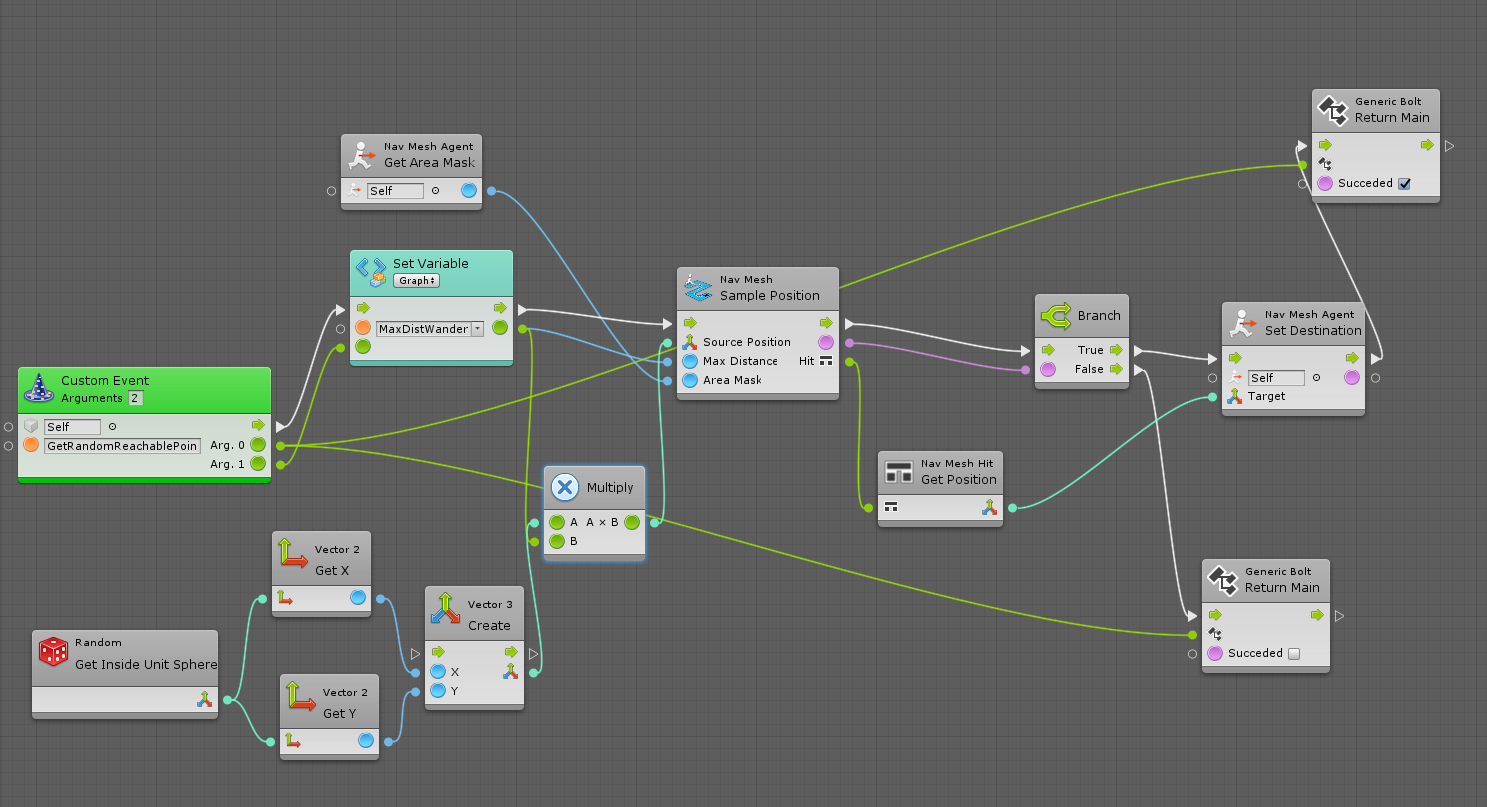 Generic Bolt
Return Main
Succeded
Nav Mesh Agent
Get Area Mask
Self
Set Variable
Graph
MaxDistWander
Nav Mesh
Sample Position
Source Position
Max Distance
Hit
Area Mask
Branch
True
False
Nav Mesh Agent
Set Destination
Self
Target
Custom Event
Arguments 2
Self
GetRandomReachablePoin
Arg. 0
Arg. 1
Multiply
A
A × B
B
Nav Mesh Hit
Get Position
Vector 2
Get X
Random
Get Inside Unit Sphere
Vector 2
Get Y
Vector 3
Create
X
Y
Generic Bolt
Return Main
Succeded